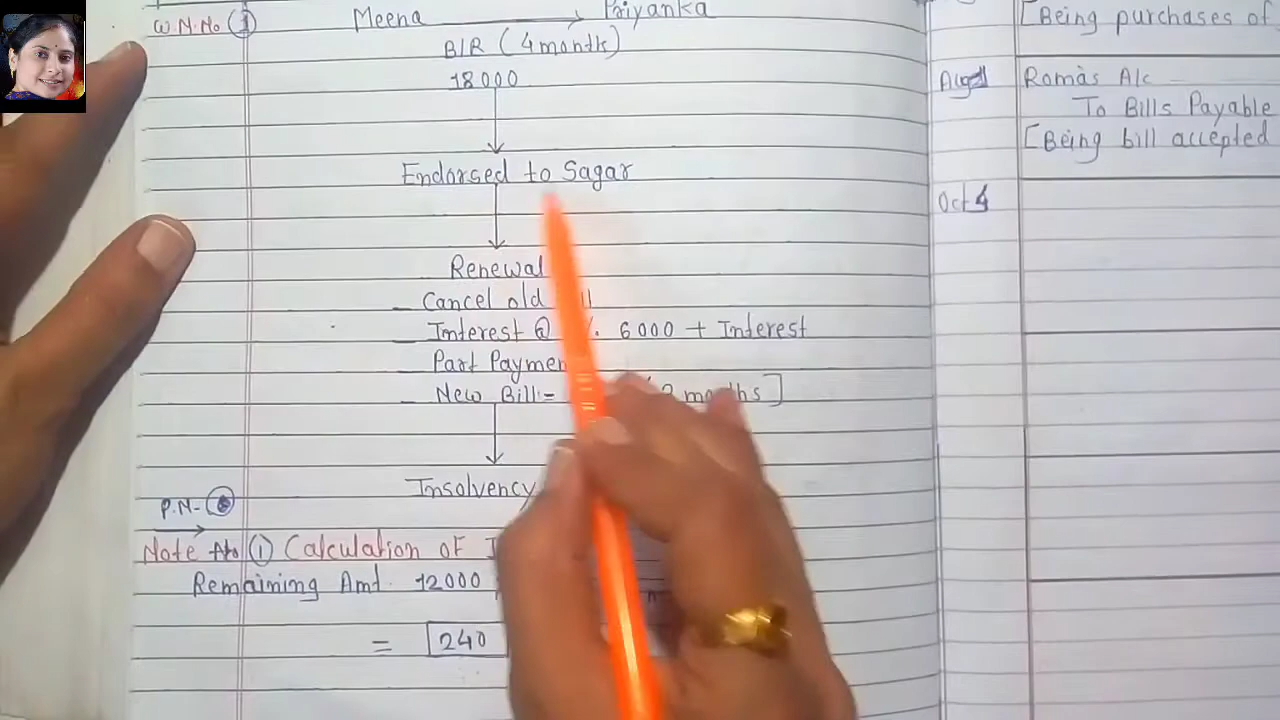 W.N.No (1) Meena → Priyanka
B/R (4 month)
18000
Endorsed to Sagar
Renewal
- Cancel old
- Interest @ %. 6000 + Interest
- Part Paymen
- New Bill:- months]
Insolvency
P.N-
Note No (1) Calculation of
Remaining Amt. 12000
= 240
[Being purchases of
Aug
Rama's A/c
To Bills Payable
[Being bill accepted
Oct 4